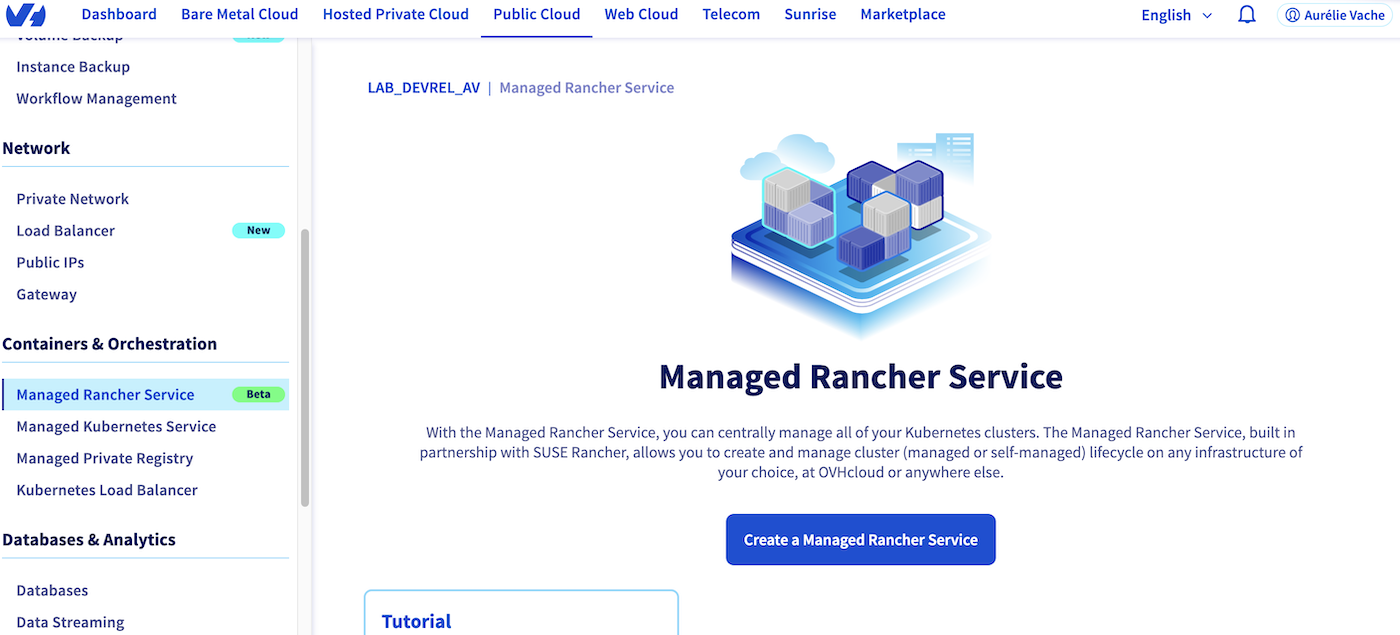 Dashboard Bare Metal Cloud Hosted Private Cloud Public Cloud Web Cloud Telecom Sunrise Marketplace English Aurélie Vache
Volume Backup
Instance Backup
Workflow Management
Network
Private Network
Load Balancer New
Public IPs
Gateway
Containers & Orchestration
Managed Rancher Service Beta
Managed Kubernetes Service
Managed Private Registry
Kubernetes Load Balancer
Databases & Analytics
Databases
Data Streaming
LAB_DEVREL_AV | Managed Rancher Service
Managed Rancher Service
With the Managed Rancher Service, you can centrally manage all of your Kubernetes clusters. The Managed Rancher Service, built in
partnership with SUSE Rancher, allows you to create and manage cluster (managed or self-managed) lifecycle on any infrastructure of
your choice, at OVHcloud or anywhere else.
Create a Managed Rancher Service
Tutorial